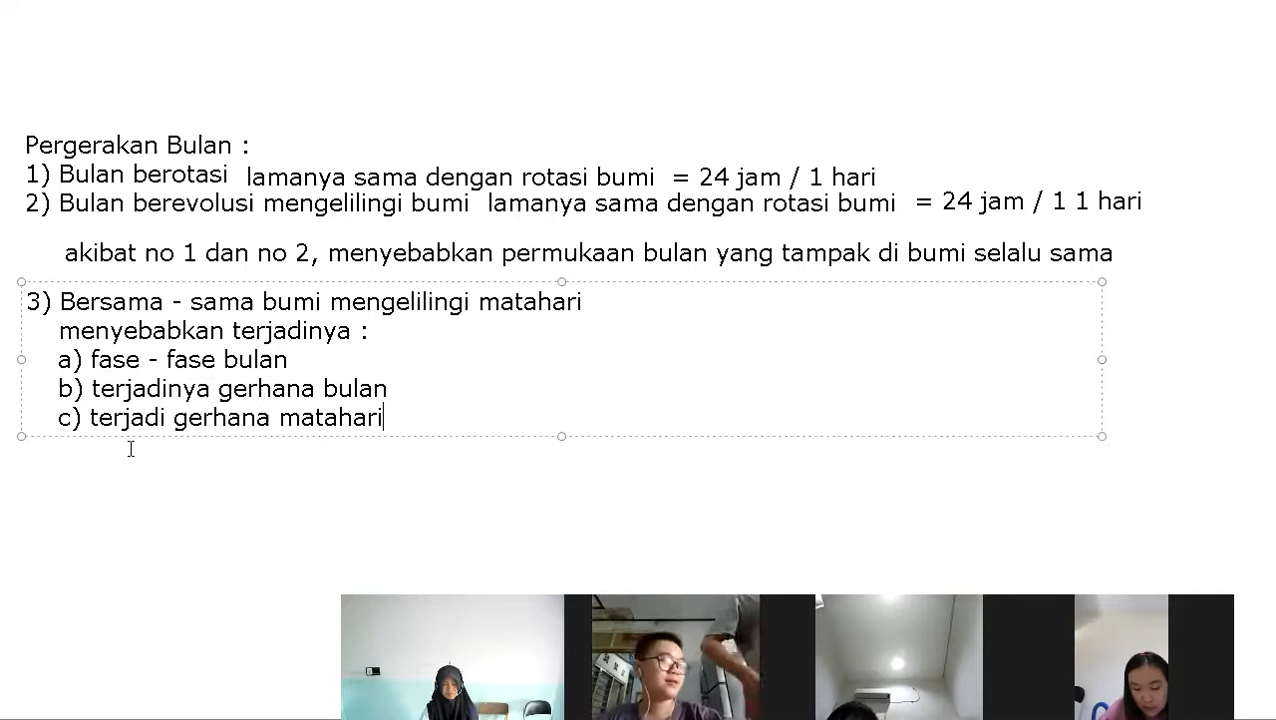 Pergerakan Bulan :
1) Bulan berotasi lamanya sama dengan rotasi bumi = 24 jam / 1 hari
2) Bulan berevolusi mengelilingi bumi lamanya sama dengan rotasi bumi = 24 jam / 1 1 hari
akibat no 1 dan no 2, menyebabkan permukaan bulan yang tampak di bumi selalu sama
3) Bersama - sama bumi mengelilingi matahari
menyebabkan terjadinya :
a) fase - fase bulan
b) terjadinya gerhana bulan
c) terjadi gerhana matahari